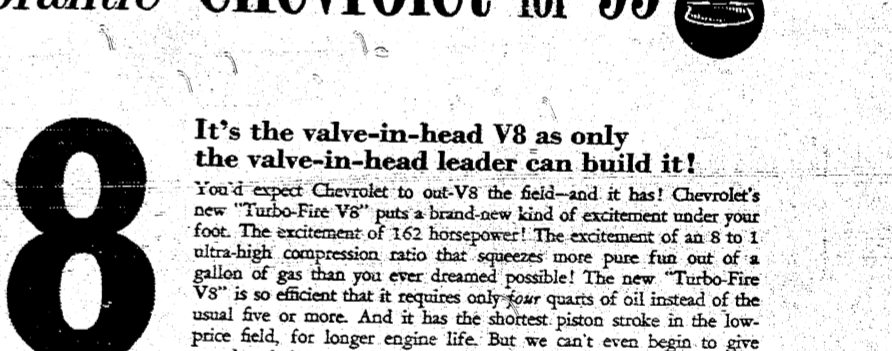 Chevrolet for '55
8
It's the valve-in-head V8 as only
the valve-in-head leader can build it!
You'd expect Chevrolet to out-V8 the field—and it has! Chevrolet's
new "Turbo-Fire V8" puts a brand-new kind of excitement under your
foot. The excitement of 162 horsepower! The excitement of an 8 to 1
ultra-high compression ratio that squeezes more pure fun out of a
gallon of gas than you ever dreamed possible! The new "Turbo-Fire
V8" is so efficient that it requires only four quarts of oil instead of the
usual five or more. And it has the shortest piston stroke in the low-
price field, for longer engine life. But we can't even begin to give